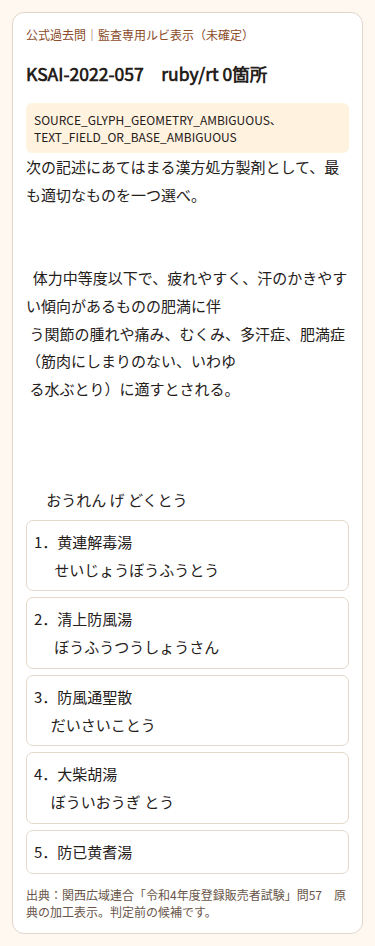 公式過去問｜監査専用ルビ表示（未確定）
KSAI-2022-057　ruby/rt 0箇所
SOURCE_GLYPH_GEOMETRY_AMBIGUOUS、
TEXT_FIELD_OR_BASE_AMBIGUOUS
次の記述にあてはまる漢方処方製剤として、最
も適切なものを一つ選べ。
体力中等度以下で、疲れやすく、汗のかきやす
い傾向があるものの肥満に伴
う関節の腫れや痛み、むくみ、多汗症、肥満症
（筋肉にしまりのない、いわゆ
る水ぶとり）に適すとされる。
おうれん げ どくとう
1．黄連解毒湯
せいじょうぼうふうとう
2．清上防風湯
ぼうふうつうしょうさん
3．防風通聖散
だいさいことう
4．大柴胡湯
ぼういおうぎ とう
5．防已黄耆湯
出典：関西広域連合「令和4年度登録販売者試験」問57　原
典の加工表示。判定前の候補です。